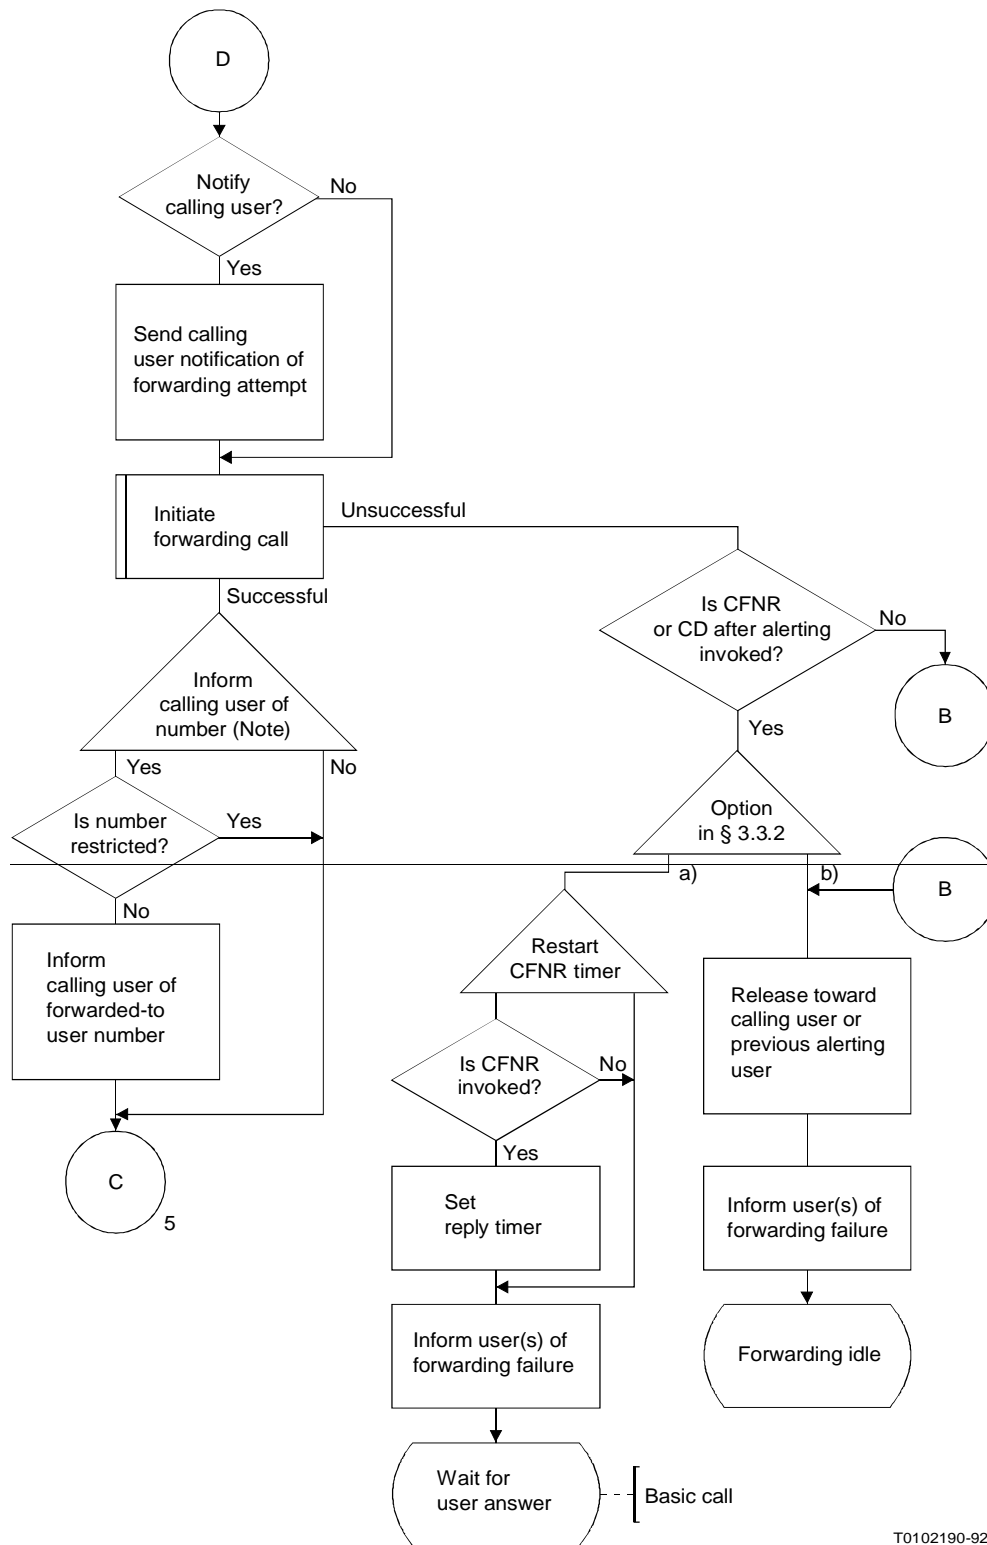 D
Notify
calling user?
No
Yes
Send calling
user notification of
forwarding attempt
Initiate
forwarding call
Unsuccessful
Successful
Is CFNR
or CD after alerting
invoked?
No
B
Yes
Inform
calling user of
number (Note)
Yes
No
Option
in § 3.3.2
Is number
restricted?
Yes
a)
b)
B
No
Inform
calling user of
forwarded-to
user number
Restart
CFNR timer
Release toward
calling user or
previous alerting
user
Is CFNR
invoked?
No
Yes
C
5
Set
reply timer
Inform user(s) of
forwarding failure
Inform user(s) of
forwarding failure
Forwarding idle
Wait for
user answer
Basic call
T0102190-92